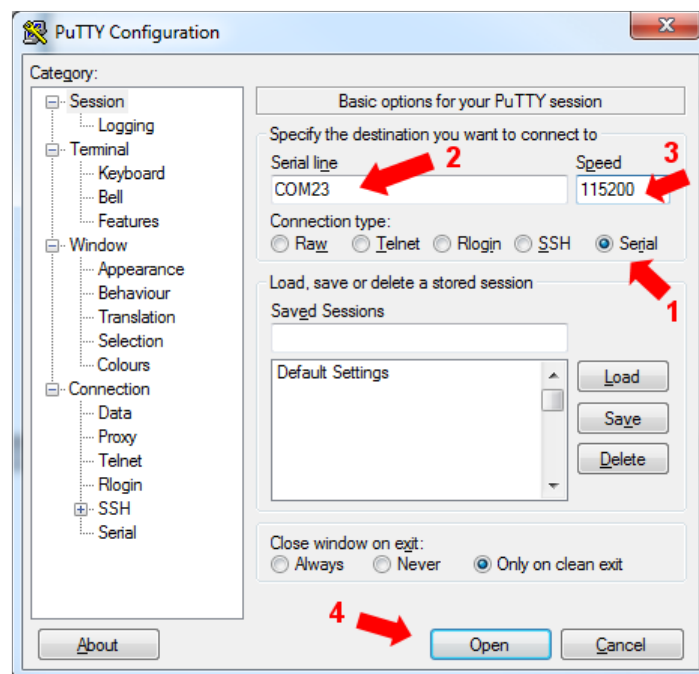 PuTTY Configuration
X
Category:
Session
Logging
Terminal
Keyboard
Bell
Features
Window
Appearance
Behaviour
Translation
Selection
Colours
Connection
Data
Proxy
Telnet
Rlogin
SSH
Serial
Basic options for your PuTTY session
Specify the destination you want to connect to
Serial line 2 Speed 3
COM23 115200
Connection type:
Raw Telnet Rlogin SSH Serial
1
Load, save or delete a stored session
Saved Sessions
Default Settings
Load
Save
Delete
Close window on exit:
Always Never Only on clean exit
4
About Open Cancel